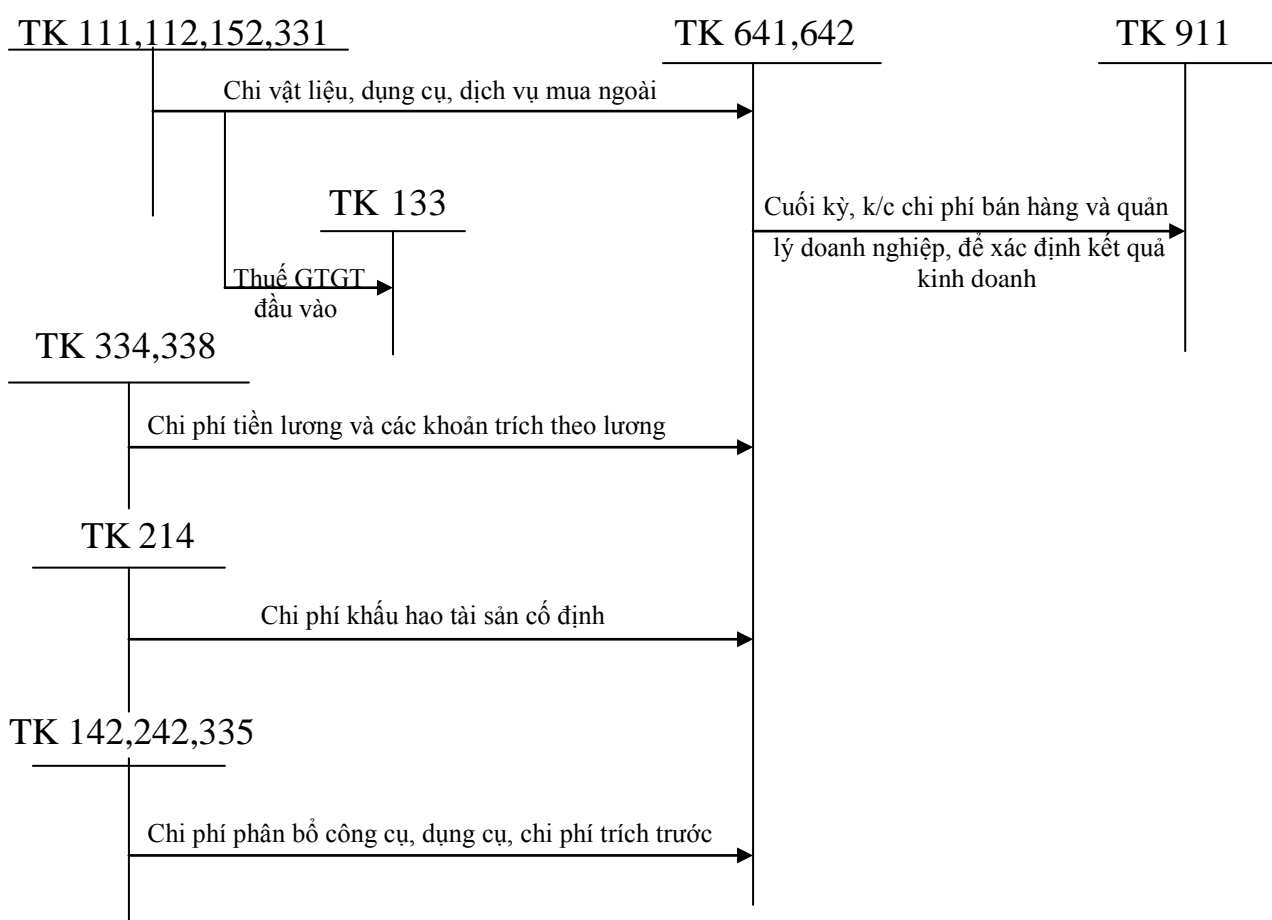 TK 111,112,152,331
TK 641,642
TK 911
Chi vật liệu, dụng cụ, dịch vụ mua ngoài
TK 133
Cuối kỳ, k/c chi phí bán hàng và quản
lý doanh nghiệp, để xác định kết quả
kinh doanh
Thuế GTGT
đầu vào
TK 334,338
Chi phí tiền lương và các khoản trích theo lương
TK 214
Chi phí khấu hao tài sản cố định
TK 142,242,335
Chi phí phân bổ công cụ, dụng cụ, chi phí trích trước